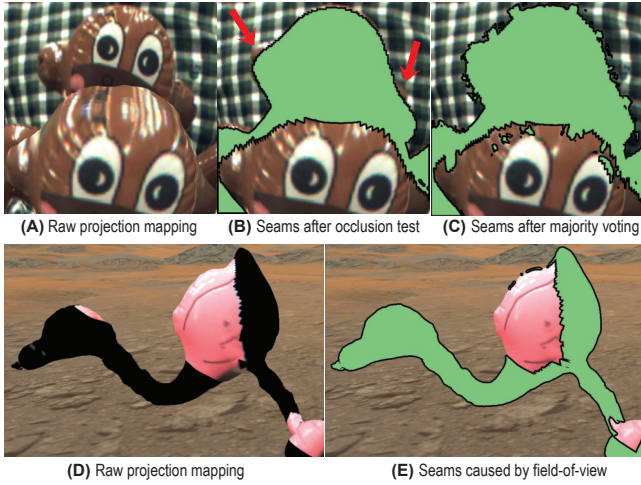 (A) Raw projection mapping
(B) Seams after occlusion test
(C) Seams after majority voting
(D) Raw projection mapping
(E) Seams caused by field-of-view